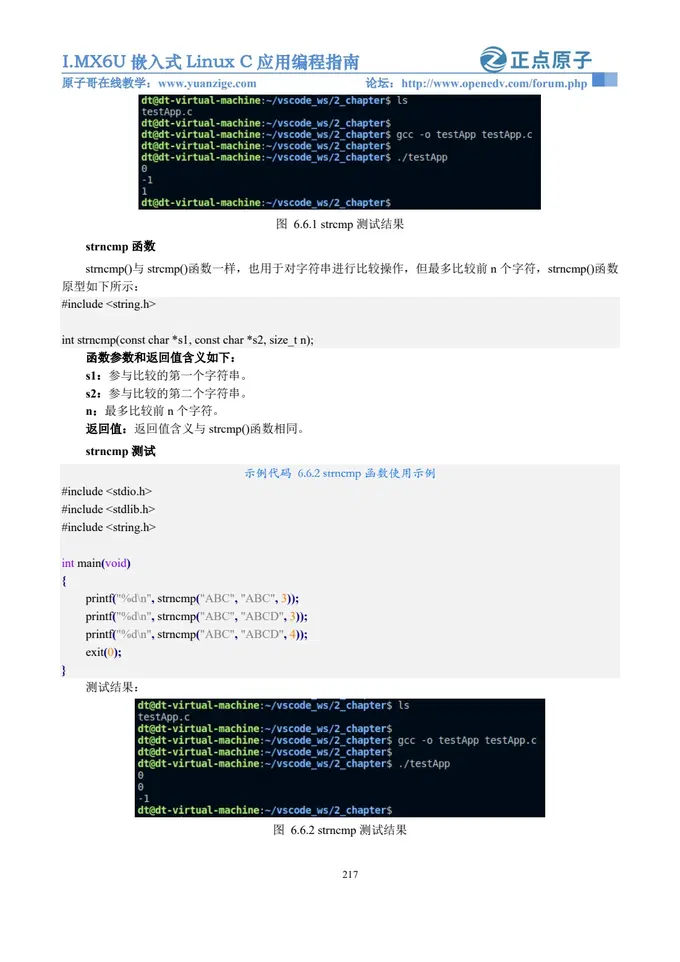 I.MX6U 嵌入式 Linux C 应用编程指南
正点原子
原子哥在线教学：www.yuanzige.com 论坛：http://www.openedv.com/forum.php
dt@dt-virtual-machine:~/vscode_ws/2_chapter$ ls
testApp.c
dt@dt-virtual-machine:~/vscode_ws/2_chapter$
dt@dt-virtual-machine:~/vscode_ws/2_chapter$ gcc -o testApp testApp.c
dt@dt-virtual-machine:~/vscode_ws/2_chapter$
dt@dt-virtual-machine:~/vscode_ws/2_chapter$ ./testApp
0
-1
1
dt@dt-virtual-machine:~/vscode_ws/2_chapter$
图 6.6.1 strcmp 测试结果
strncmp 函数
strncmp()与 strcmp()函数一样，也用于对字符串进行比较操作，但最多比较前 n 个字符，strncmp()函数
原型如下所示：
#include <string.h>
int strncmp(const char *s1, const char *s2, size_t n);
函数参数和返回值含义如下：
s1：参与比较的第一个字符串。
s2：参与比较的第二个字符串。
n：最多比较前 n 个字符。
返回值：返回值含义与 strcmp()函数相同。
strncmp 测试
示例代码 6.6.2 strncmp 函数使用示例
#include <stdio.h>
#include <stdlib.h>
#include <string.h>
int main(void)
{
printf("%d\n", strncmp("ABC", "ABC", 3));
printf("%d\n", strncmp("ABC", "ABCD", 3));
printf("%d\n", strncmp("ABC", "ABCD", 4));
exit(0);
}
测试结果：
dt@dt-virtual-machine:~/vscode_ws/2_chapter$ ls
testApp.c
dt@dt-virtual-machine:~/vscode_ws/2_chapter$
dt@dt-virtual-machine:~/vscode_ws/2_chapter$ gcc -o testApp testApp.c
dt@dt-virtual-machine:~/vscode_ws/2_chapter$
dt@dt-virtual-machine:~/vscode_ws/2_chapter$ ./testApp
0
0
-1
dt@dt-virtual-machine:~/vscode_ws/2_chapter$
图 6.6.2 strncmp 测试结果
217